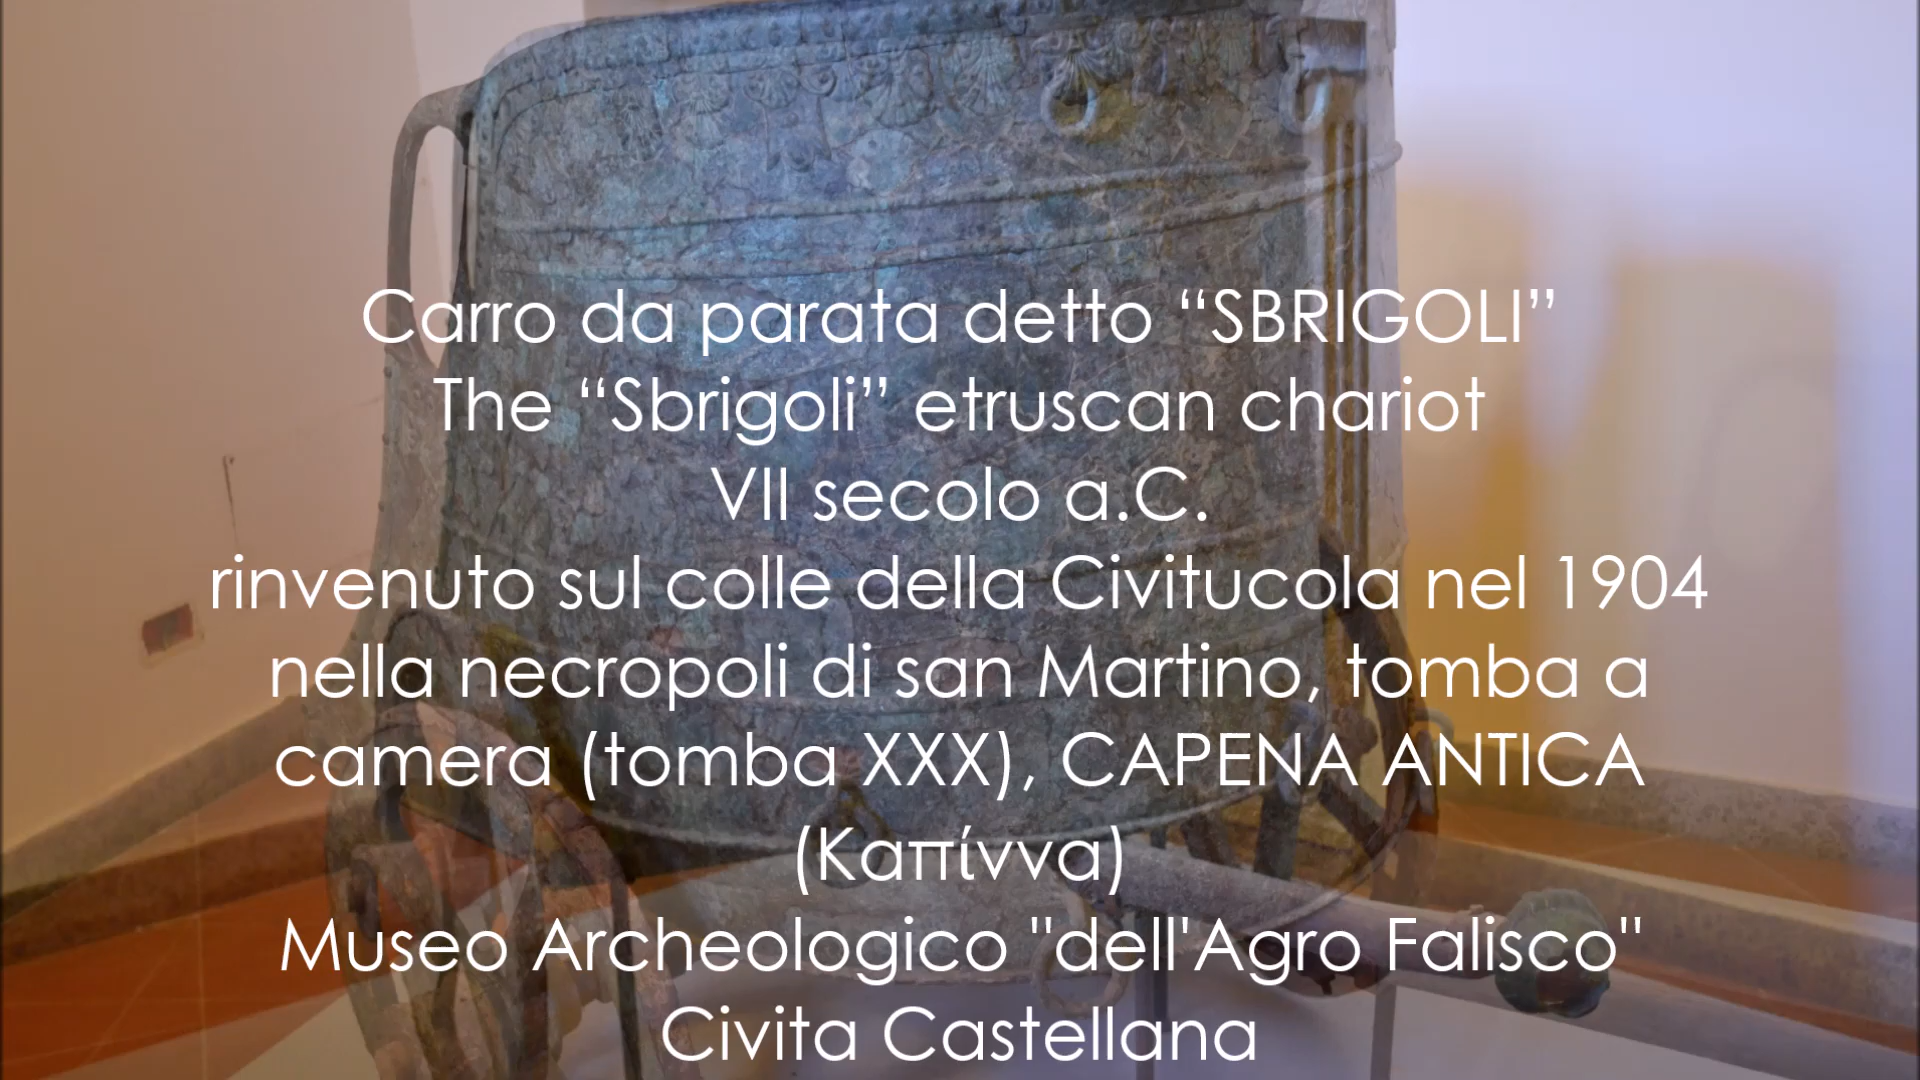 Carro da parata detto “SBRIGOLI”
The “Sbrigoli” etruscan chariot
VII secolo a.C.
rinvenuto sul colle della Civitucola nel 1904
nella necropoli di san Martino, tomba a
camera (tomba XXX), CAPENA ANTICA
(Καπίννα)
Museo Archeologico "dell'Agro Falisco"
Civita Castellana